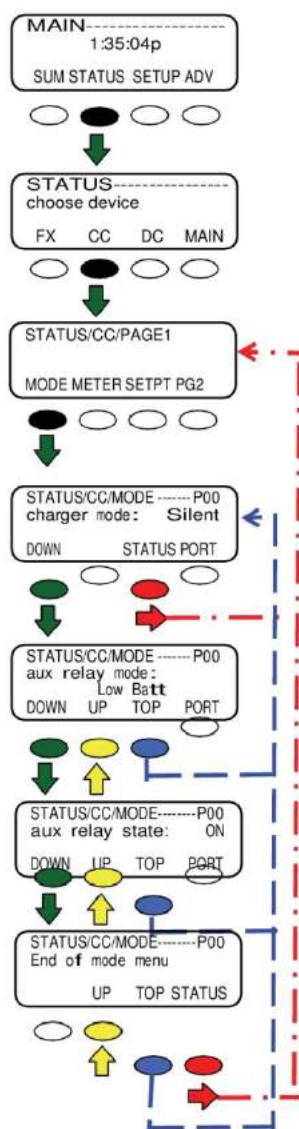 MAIN--------------------
1:35:04p
SUM STATUS SETUP ADV
STATUS--------------------
choose device
FX CC DC MAIN
STATUS/CC/PAGE1
MODE METER SETPT PG2
STATUS/CC/MODE ------ P00
charger mode: Silent
DOWN STATUS PORT
STATUS/CC/MODE ------ P00
aux relay mode:
Low Batt
DOWN UP TOP PORT
STATUS/CC/MODE-------P00
aux relay state: ON
DOWN UP TOP PORT
STATUS/CC/MODE-------P00
End of mode menu
UP TOP STATUS